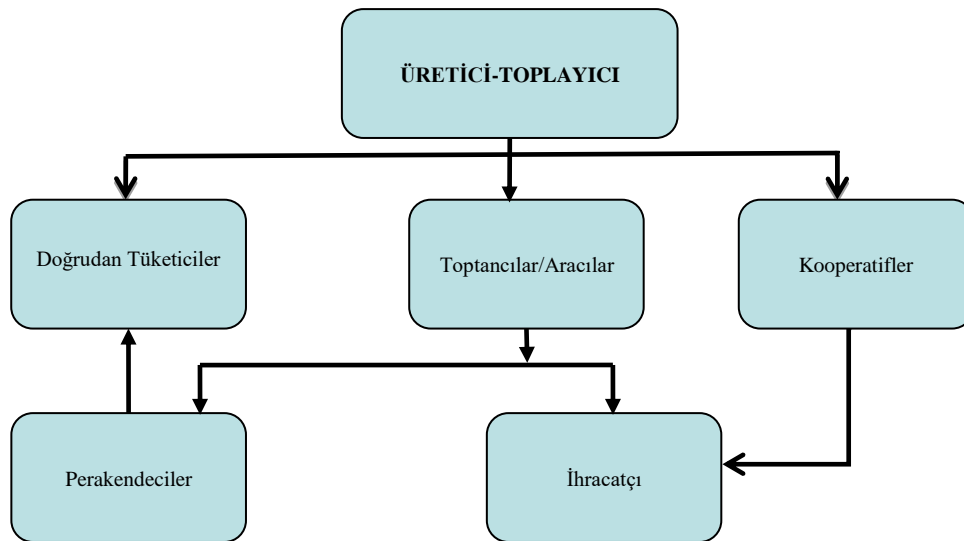 ÜRETİCİ-TOPLAYICI
Doğrudan Tüketiciler
Toptancılar/Aracılar
Kooperatifler
Perakendeciler
İhracatçı